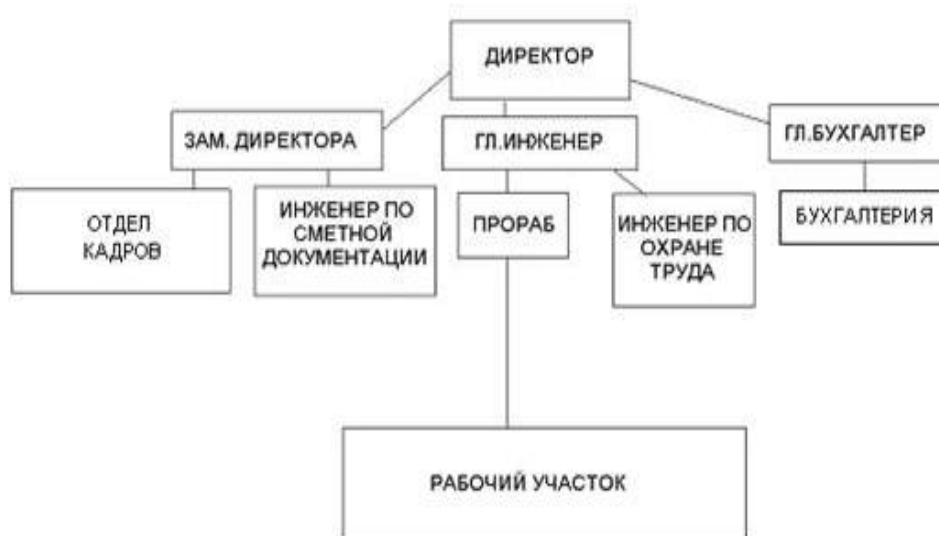 ДИРЕКТОР
ЗАМ. ДИРЕКТОРА
ГЛ.ИНЖЕНЕР
ГЛ.БУХГАЛТЕР
ОТДЕЛ
КАДРОВ
ИНЖЕНЕР ПО
СМЕТНОЙ
ДОКУМЕНТАЦИИ
ПРОРАБ
ИНЖЕНЕР ПО
ОХРАНЕ
ТРУДА
БУХГАЛТЕРИЯ
РАБОЧИЙ УЧАСТОК